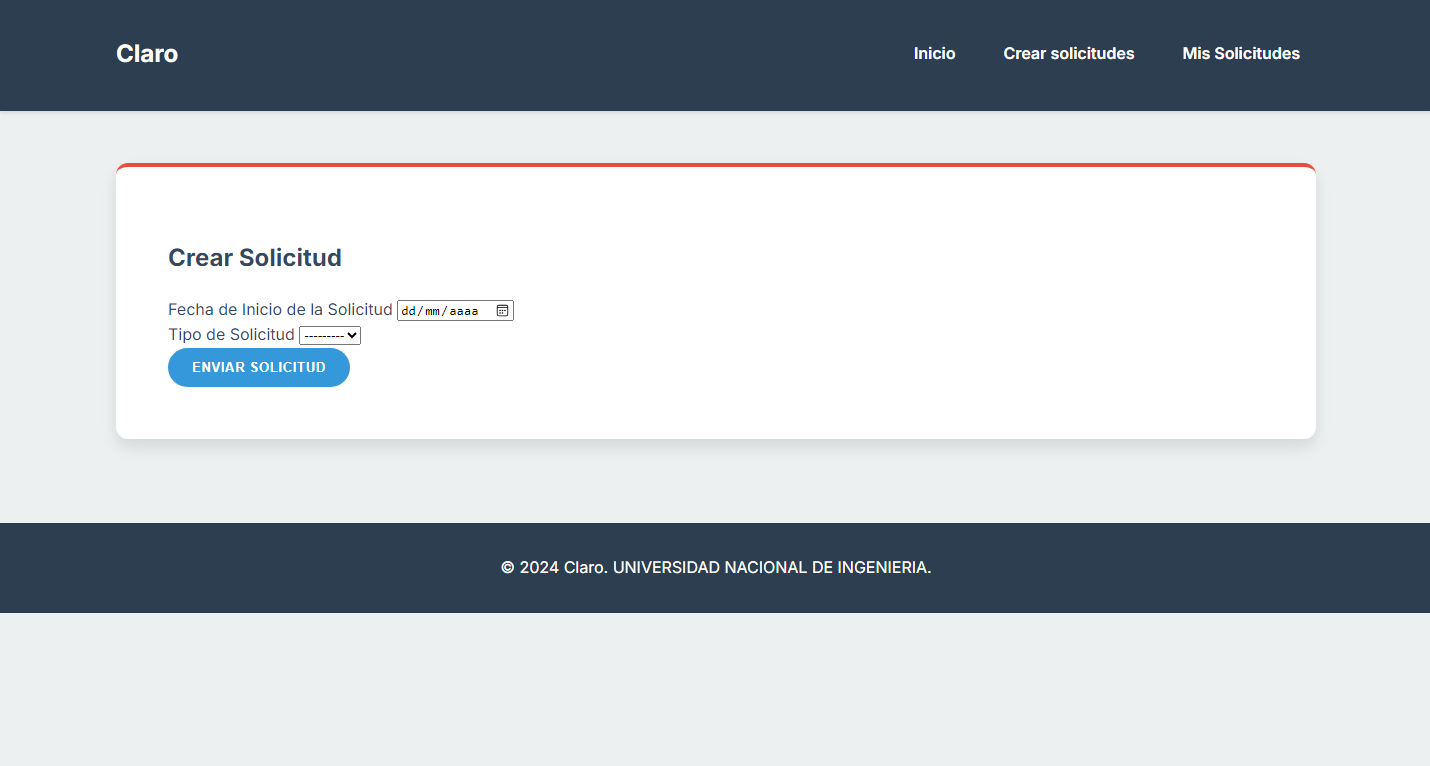 Claro
Inicio
Crear solicitudes
Mis Solicitudes
Crear Solicitud
Fecha de Inicio de la Solicitud dd/mm/aaaa
Tipo de Solicitud ---------
ENVIAR SOLICITUD
© 2024 Claro. UNIVERSIDAD NACIONAL DE INGENIERIA.